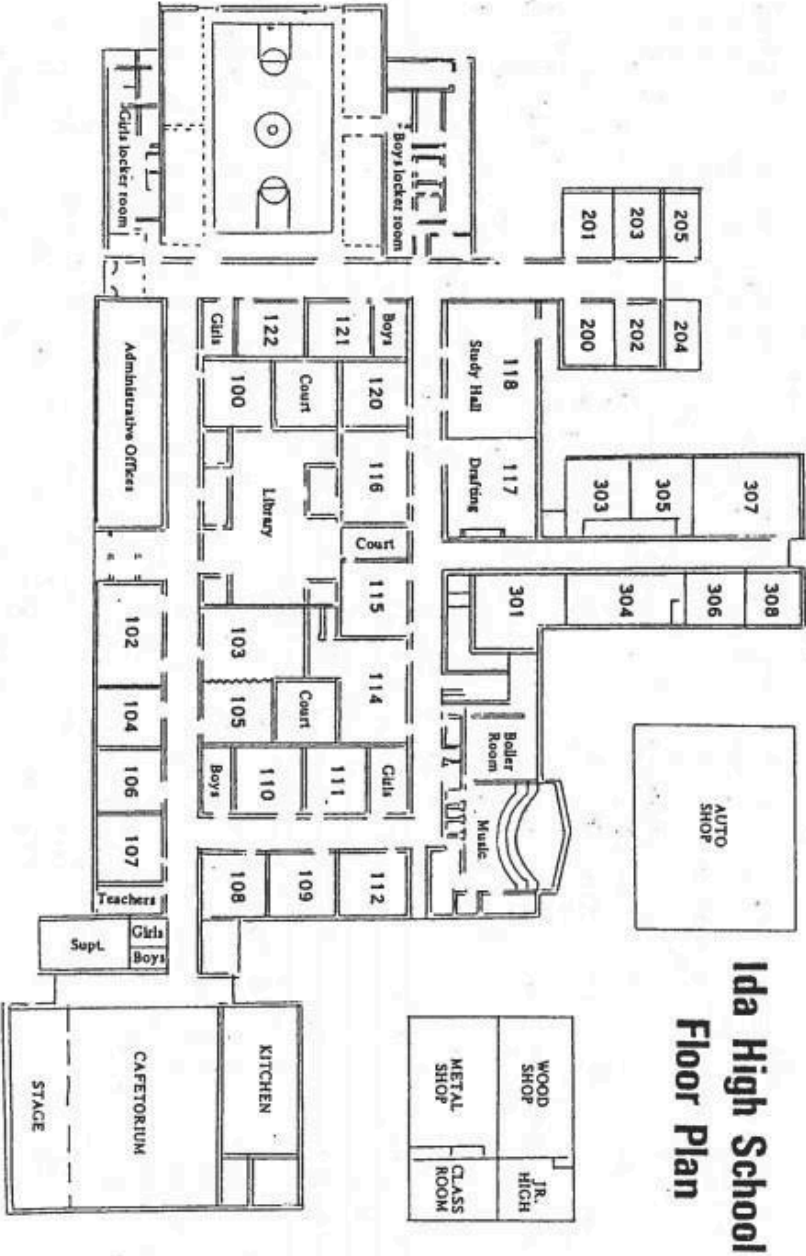 Ida High School
Floor Plan
205
203
201
204
202
200
307
305
303
308
306
304
301
AUTO
SHOP
118
Study Hall
117
Drafting
Boiler
Room
Music
WOOD
SHOP
JR.
HIGH
METAL
SHOP
CLASS
ROOM
Boys locker room
Girls locker room
Boys
121
122
Girls
120
Court
100
116
Library
Court
115
114
103
Court
105
Girls
111
110
Boys
112
109
108
Administrative Offices
102
104
106
107
Teachers
Girls
Boys
Supt.
KITCHEN
CAFETORIUM
STAGE